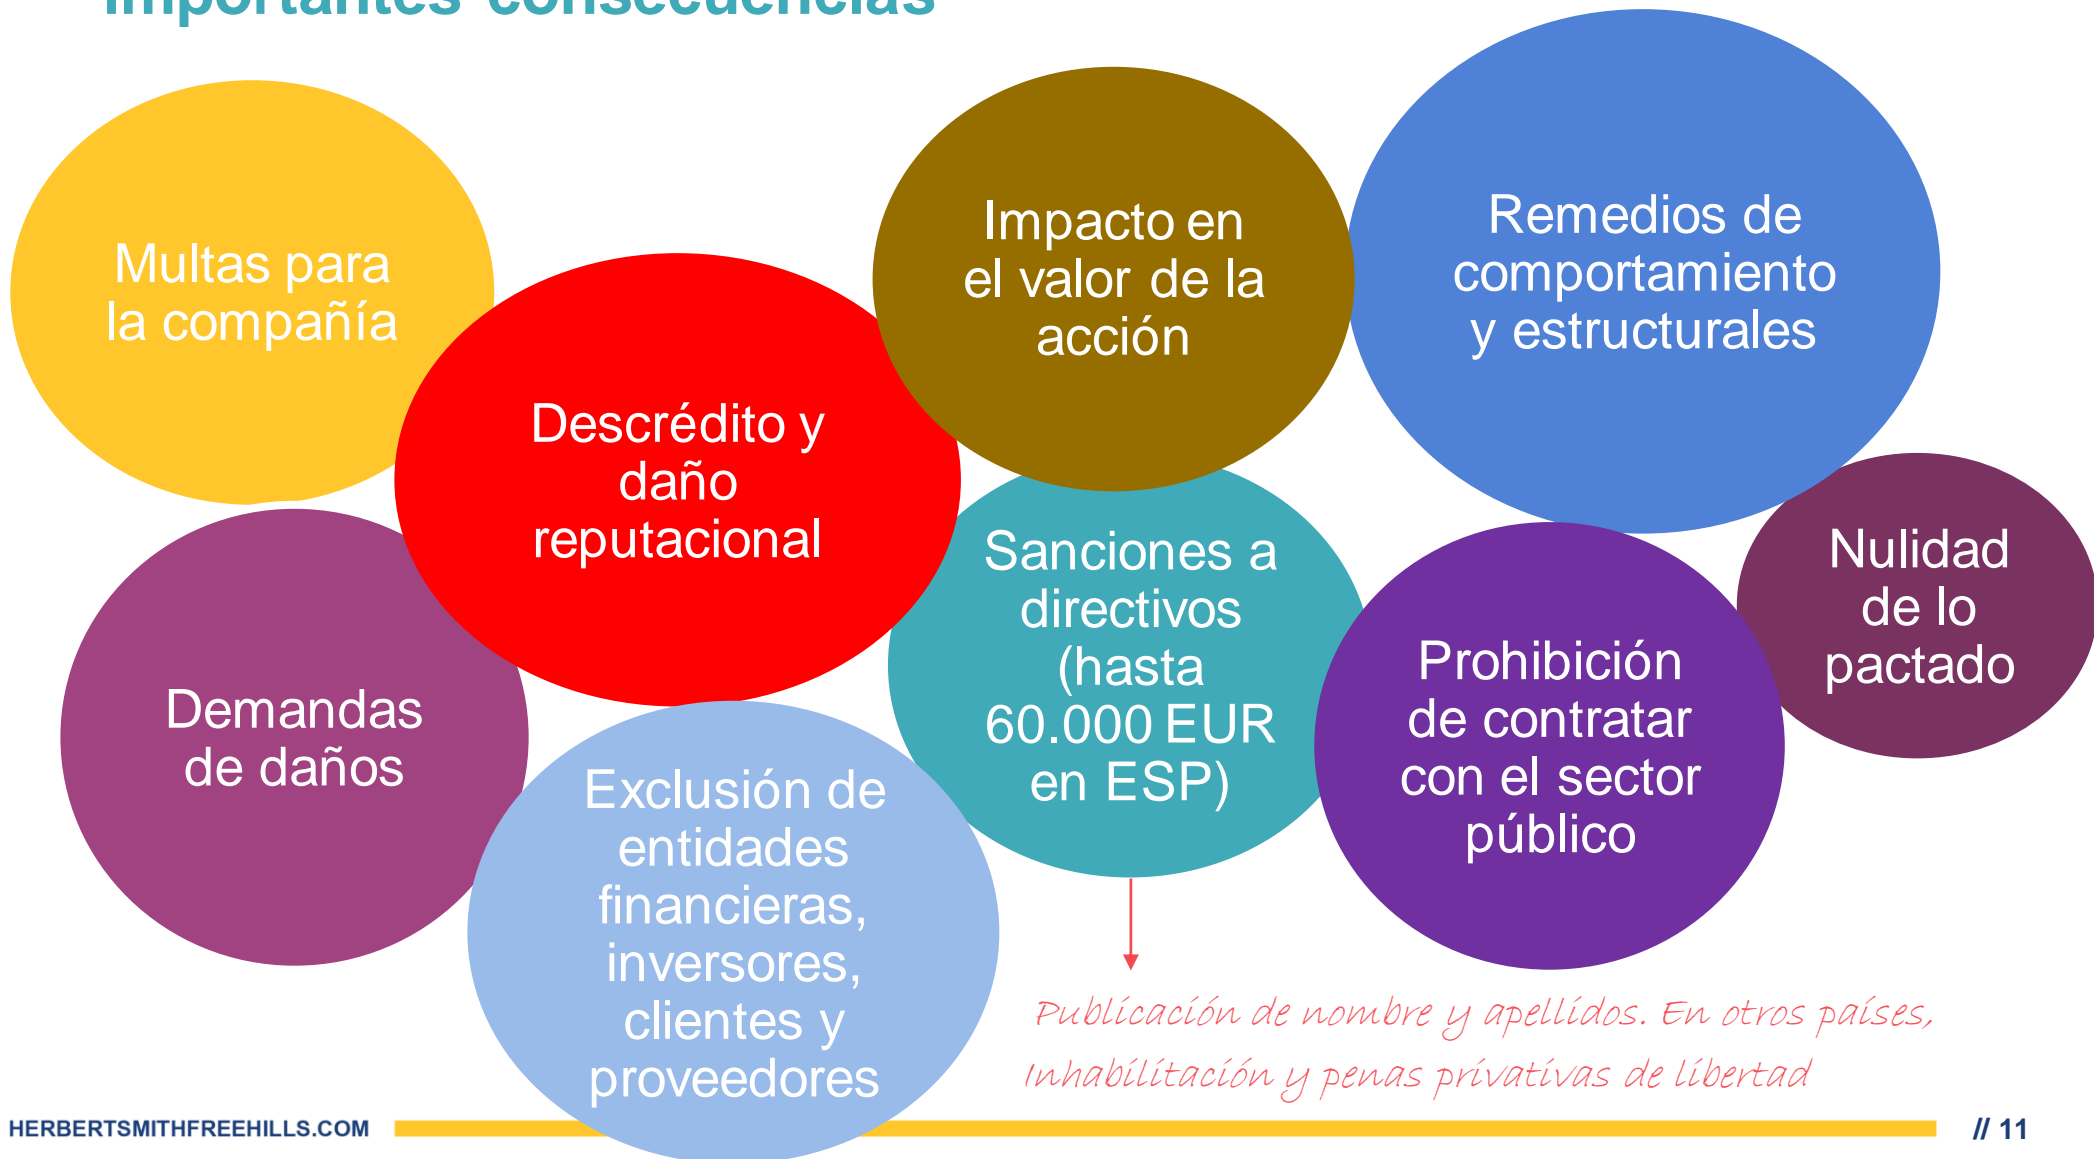 Importantes consecuencias
Multas para
la compañía
Descrédito y
daño
reputacional
Impacto en
el valor de la
acción
Remedios de
comportamiento
y estructurales
Demandas
de daños
Exclusión de
entidades
financieras,
inversores,
clientes y
proveedores
Sanciones a
directivos
(hasta
60.000 EUR
en ESP)
Prohibición
de contratar
con el sector
público
Nulidad
de lo
pactado
Publicación de nombre y apellidos. En otros países,
Inhabilitación y penas privativas de libertad
HERBERTSMITHFREEHILLS.COM
// 11